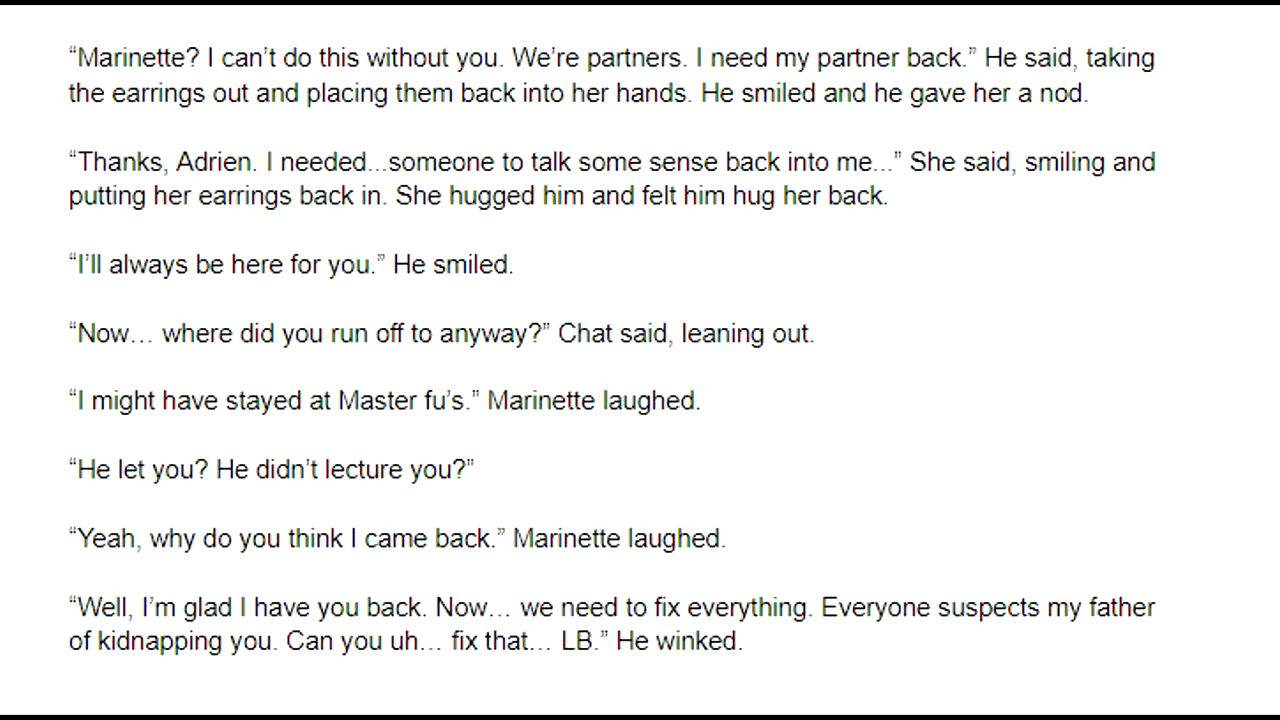 “Marinette? I can’t do this without you. We’re partners. I need my partner back.” He said, taking
the earrings out and placing them back into her hands. He smiled and he gave her a nod.
“Thanks, Adrien. I needed...someone to talk some sense back into me...” She said, smiling and
putting her earrings back in. She hugged him and felt him hug her back.
“I’ll always be here for you.” He smiled.
“Now… where did you run off to anyway?” Chat said, leaning out.
“I might have stayed at Master fu’s.” Marinette laughed.
“He let you? He didn’t lecture you?”
“Yeah, why do you think I came back.” Marinette laughed.
“Well, I’m glad I have you back. Now… we need to fix everything. Everyone suspects my father
of kidnapping you. Can you uh… fix that… LB.” He winked.